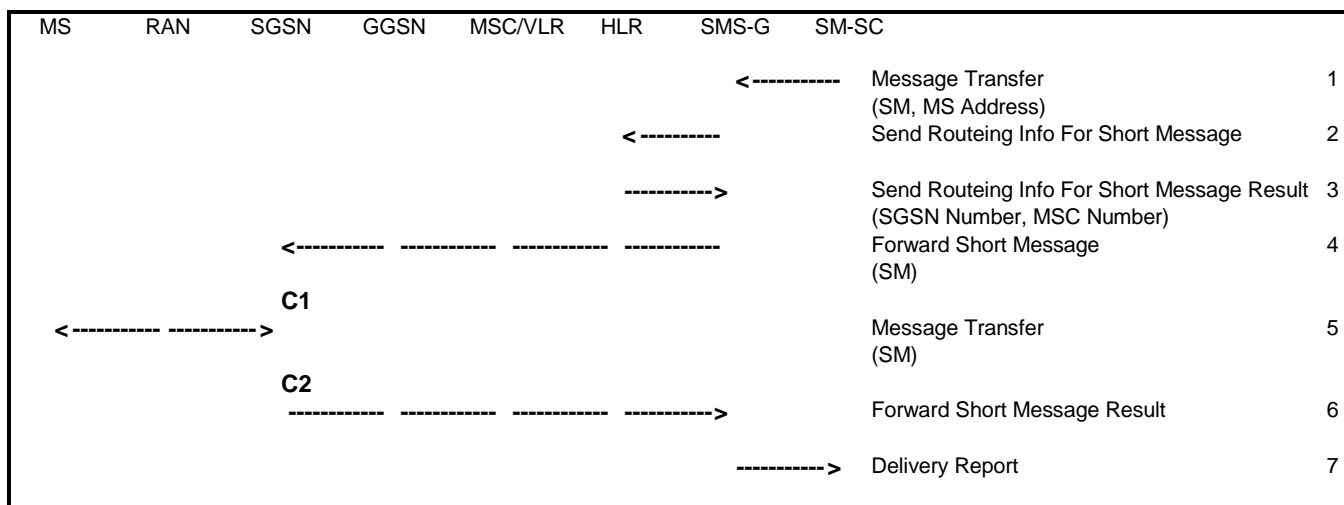 MS RAN SGSN GGSN MSC/VLR HLR SMS-G SM-SC
Message Transfer 1
(SM, MS Address)
Send Routeing Info For Short Message 2
Send Routeing Info For Short Message Result 3
(SGSN Number, MSC Number)
Forward Short Message 4
(SM)
C1
Message Transfer 5
(SM)
C2
Forward Short Message Result 6
Delivery Report 7